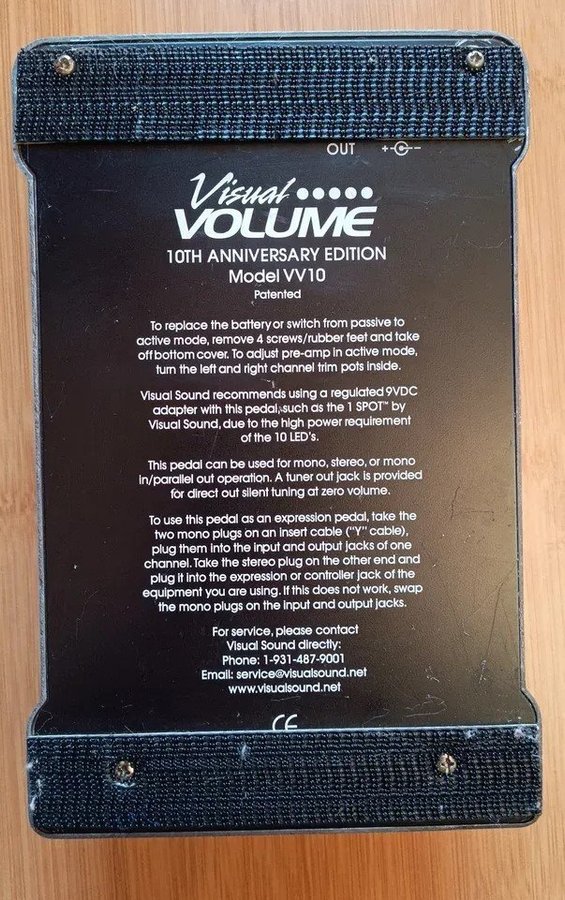 OUT + -
Visual
VOLUME
10TH ANNIVERSARY EDITION
Model VV10
Patented
To replace the battery or switch from passive to
active mode, remove 4 screws/rubber feet and take
off bottom cover. To adjust pre-amp in active mode,
turn the left and right channel trim pots inside.
Visual Sound recommends using a regulated 9VDC
adapter with this pedal, such as the 1 SPOT™ by
Visual Sound, due to the high power requirement
of the 10 LED's.
This pedal can be used for mono, stereo, or mono
in/parallel out operation. A tuner out jack is provided
for direct out silent tuning at zero volume.
To use this pedal as an expression pedal, take the
two mono plugs on an insert cable ("Y" cable),
plug them into the input and output jacks of one
channel. Take the stereo plug on the other end and
plug it into the expression or controller jack of the
equipment you are using. If this does not work, swap
the mono plugs on the input and output jacks.
For service, please contact
Visual Sound directly:
Phone: 1-931-487-9001
Email: service@visualsound.net
www.visualsound.net
CE